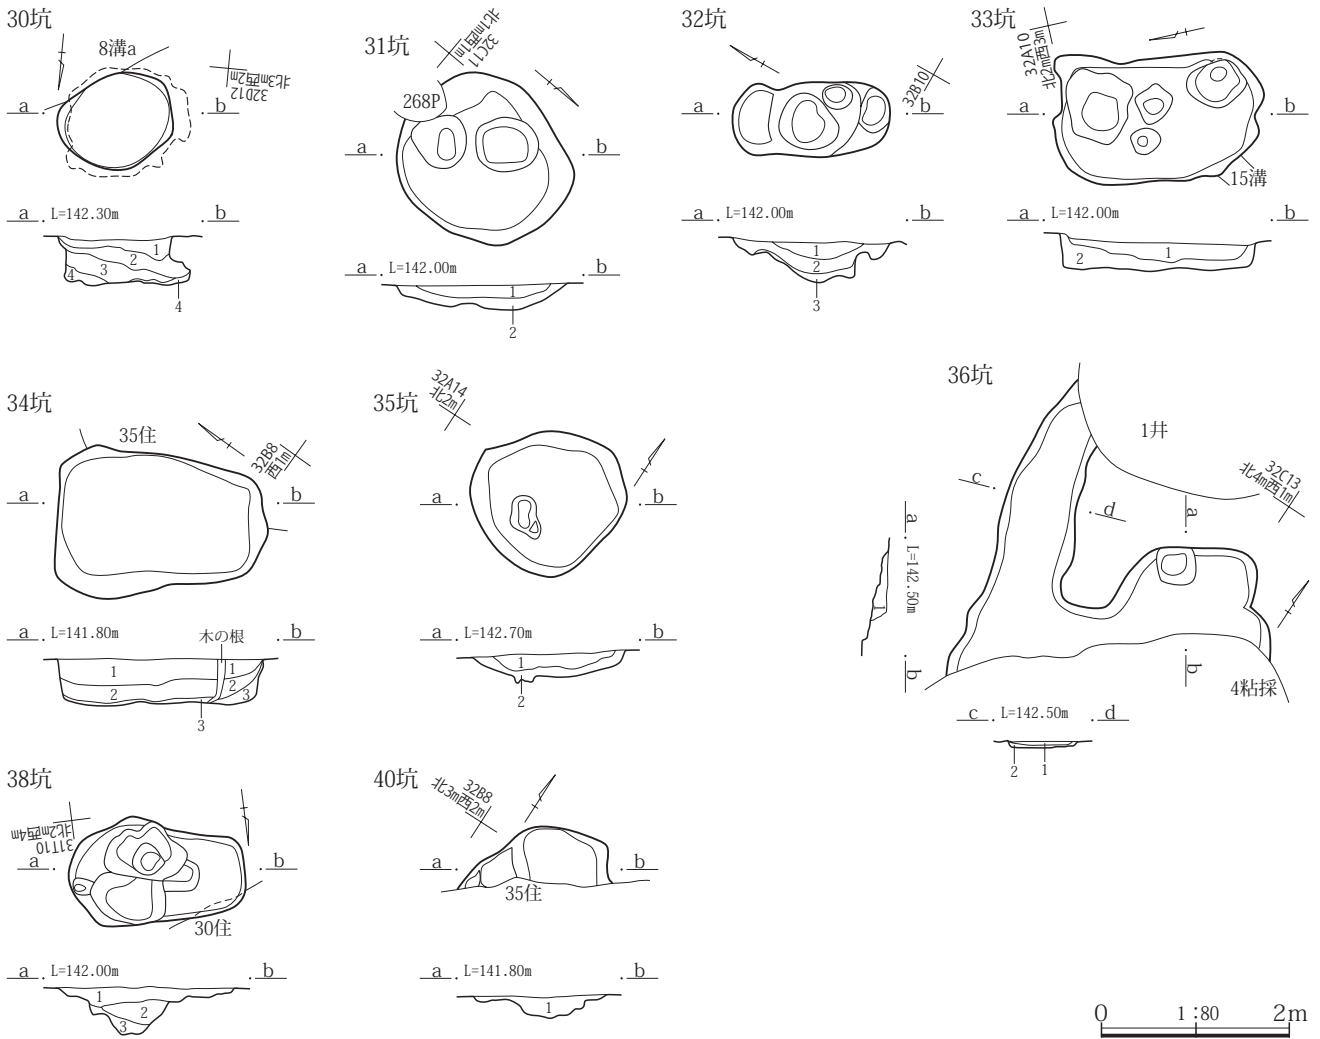 30坑
8溝a
32D12
北3m西2m
a
b
a
L=142.30m
b
1
2
3
4
4
31坑
32C11
北1m西1m
268P
a
b
a
L=142.00m
b
1
2
32坑
32B10
a
b
a
L=142.00m
b
1
2
3
33坑
32A10
北2m西3m
a
b
15溝
a
L=142.00m
b
1
2
34坑
35住
32B8
西1m
a
b
a
L=141.80m
木の根
b
1
2
1
2
3
3
35坑
32A14
北2m
a
b
a
L=142.70m
b
1
2
36坑
1井
32C13
北4m西1m
c
d
a
b
4粘採
a
L=142.50m
b
1
c
L=142.50m
d
2
1
38坑
31T10
北2m西4m
a
b
30住
a
L=142.00m
b
1
2
3
40坑
32B8
北3m西2m
a
b
35住
a
L=141.80m
b
1
0
1:80
2m